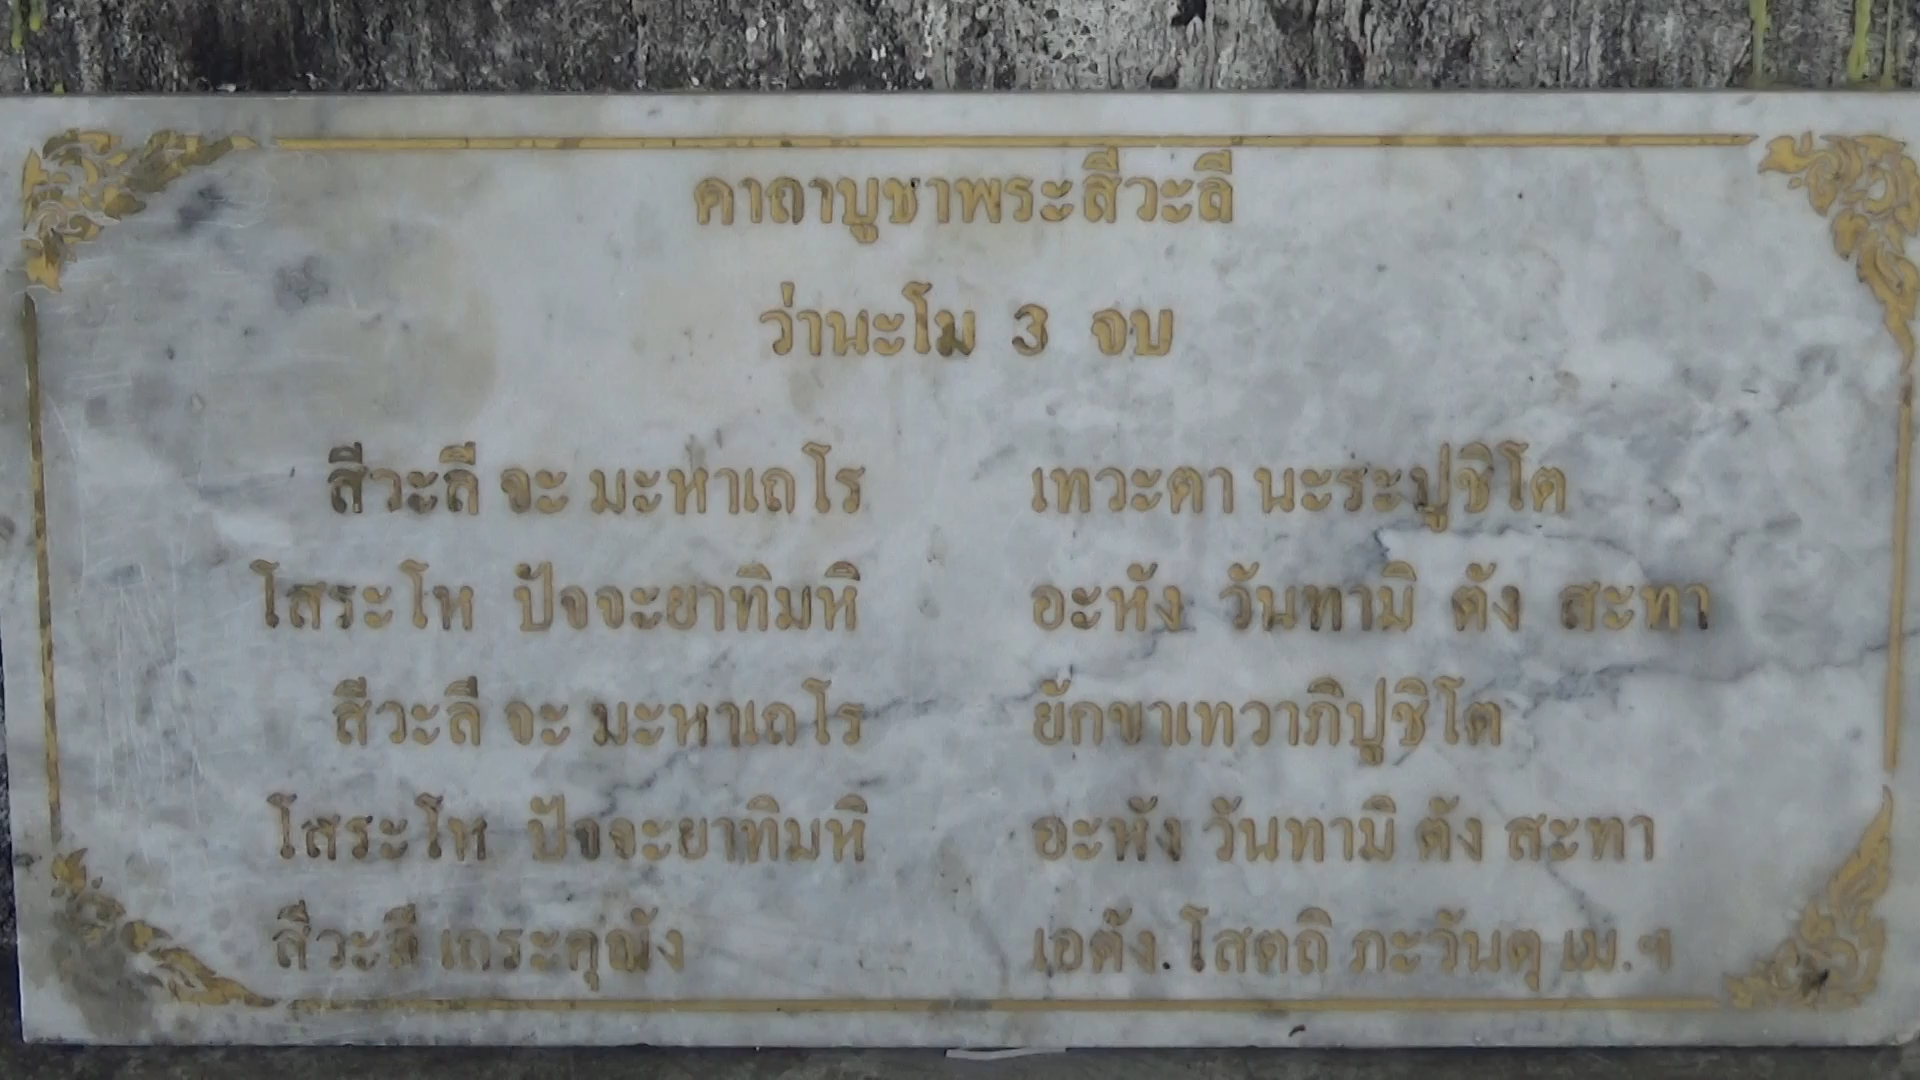 คาถาบูชาพระสีวะลี
ว่านะโม 3 จบ
สีวะลี จะ มะหาเถโร เทวะตา นะระปูชิโต
โสระโห ปัจจะยาทิมหิ อะหัง วันทามิ ตัง สะทา
สีวะลี จะ มะหาเถโร ยักขาเทวาภิปูชิโต
โสระโห ปัจจะยาทิมหิ อะหัง วันทามิ ตัง สะทา
สีวะลี เถระคุณัง เอตัง.โสตถิ ภะวันตุ เม.ฯ